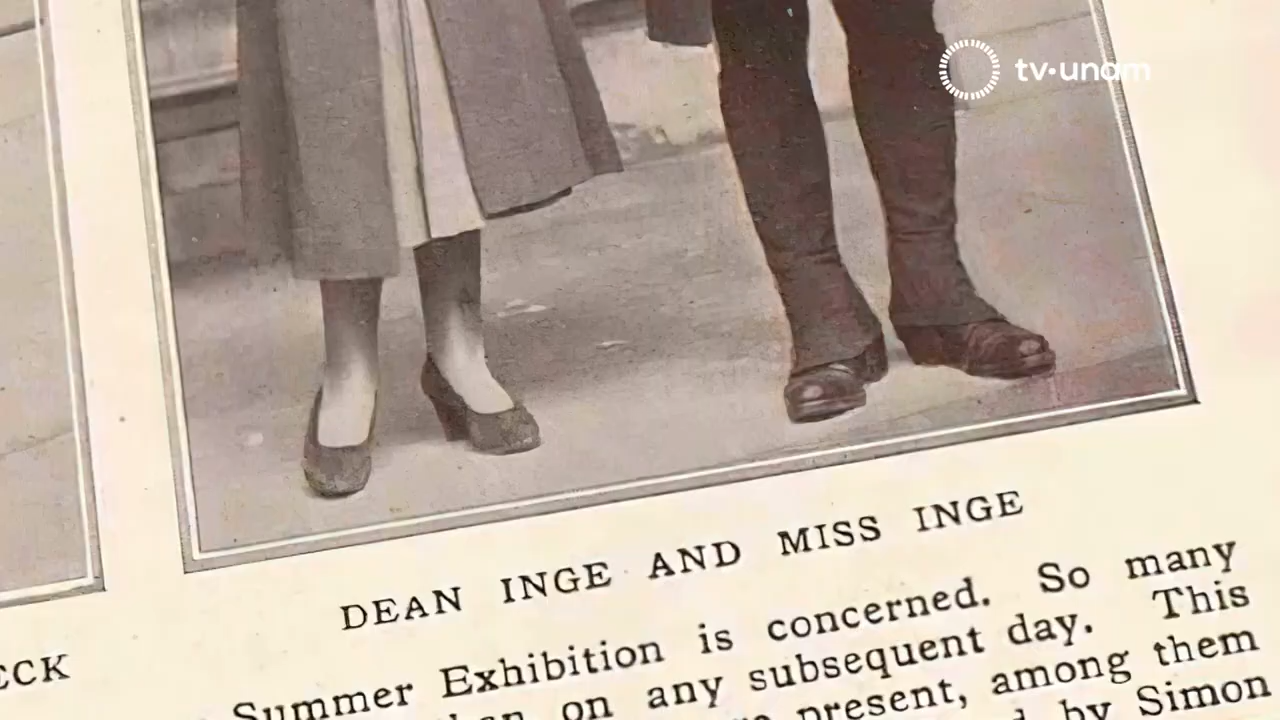 tv·unam
DEAN INGE AND MISS INGE
ECK
Summer Exhibition is concerned. So many
on any subsequent day. This
present, among them
by Simon